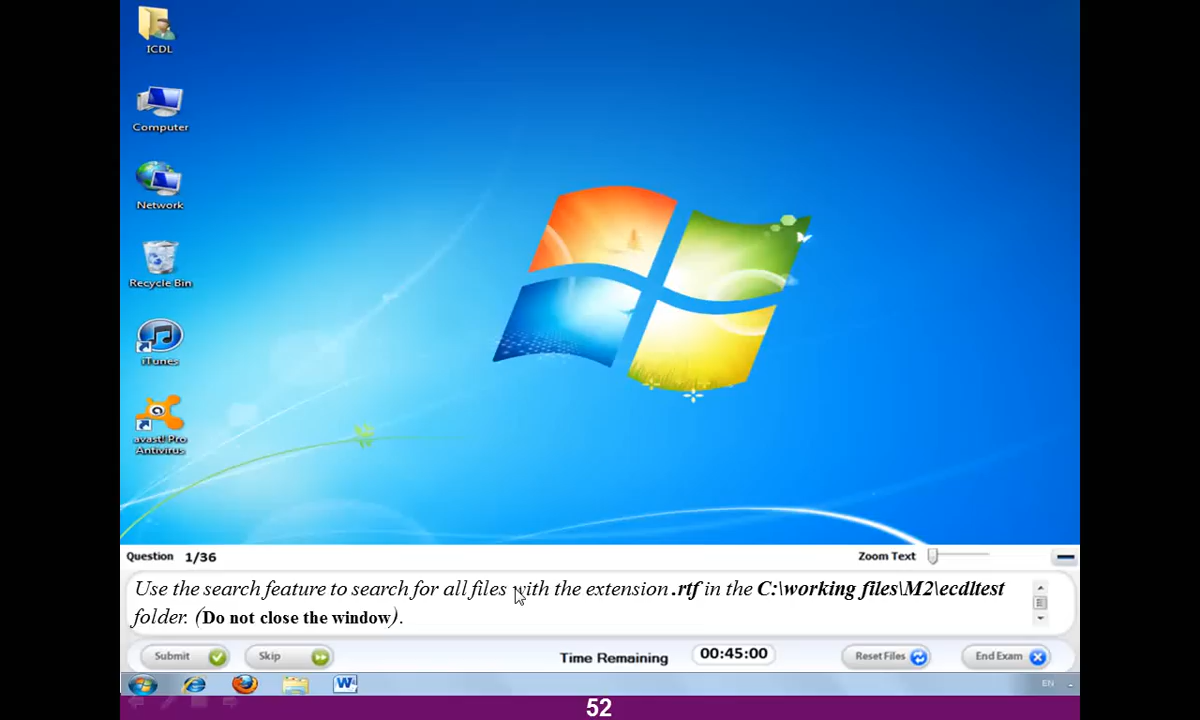 ICDL
Computer
Network
Recycle Bin
iTunes
avast! Pro
Antivirus
Question 1/36
Zoom Text
Use the search feature to search for all files with the extension .rtf in the C:\working files\M2\ecdltest
folder. (Do not close the window).
Submit
Skip
Time Remaining
00:45:00
Reset Files
End Exam
EN
52